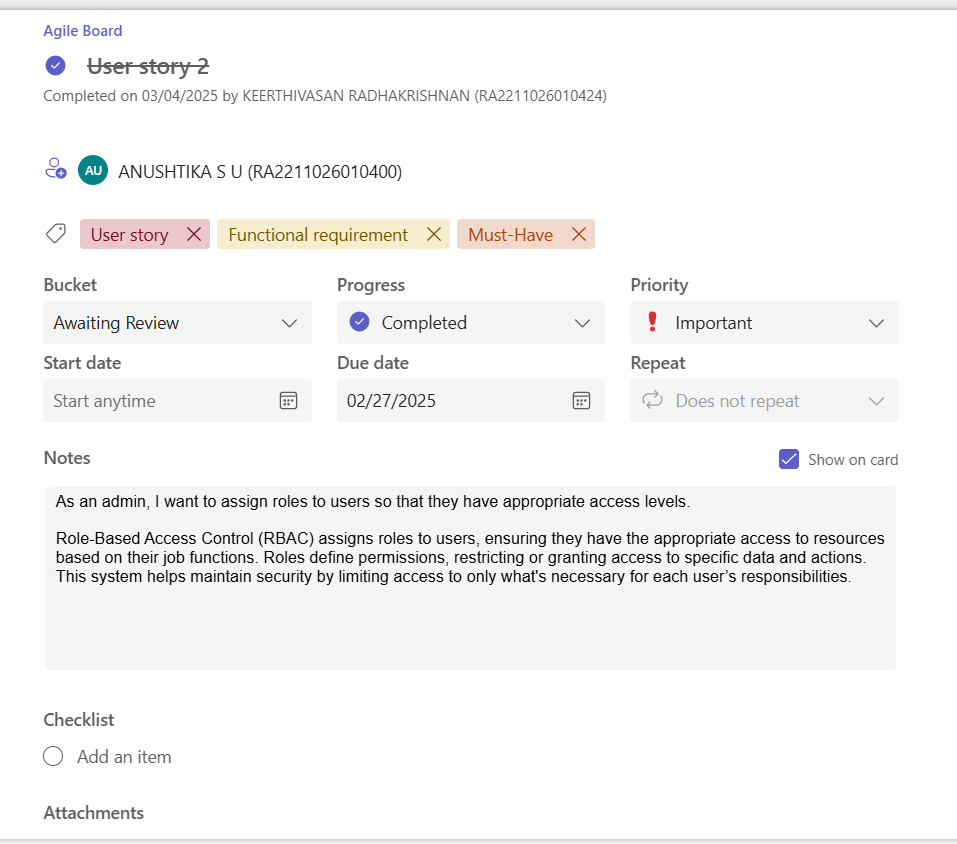 Agile Board
User story 2
Completed on 03/04/2025 by KEERTHIVASAN RADHAKRISHNAN (RA2211026010424)
AU ANUSHTIKA S U (RA2211026010400)
User story Functional requirement Must-Have
Bucket Progress Priority
Awaiting Review Completed Important
Start date Due date Repeat
Start anytime 02/27/2025 Does not repeat
Notes Show on card
As an admin, I want to assign roles to users so that they have appropriate access levels.
Role-Based Access Control (RBAC) assigns roles to users, ensuring they have the appropriate access to resources
based on their job functions. Roles define permissions, restricting or granting access to specific data and actions.
This system helps maintain security by limiting access to only what's necessary for each user’s responsibilities.
Checklist
Add an item
Attachments